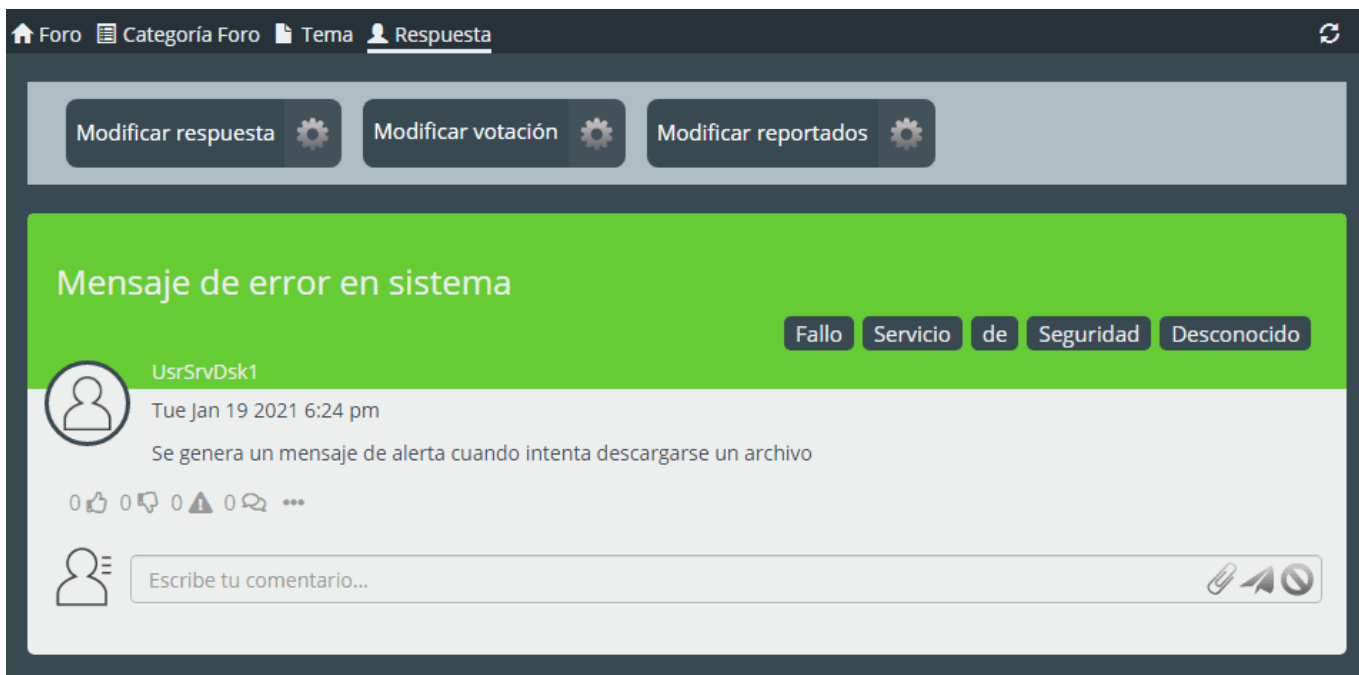 Foro Categoría Foro Tema Respuesta
Modificar respuesta Modificar votación Modificar reportados
Mensaje de error en sistema
Fallo Servicio de Seguridad Desconocido
UsrSrvDsk1
Tue Jan 19 2021 6:24 pm
Se genera un mensaje de alerta cuando intenta descargarse un archivo
0 0 0 0
Escribe tu comentario...